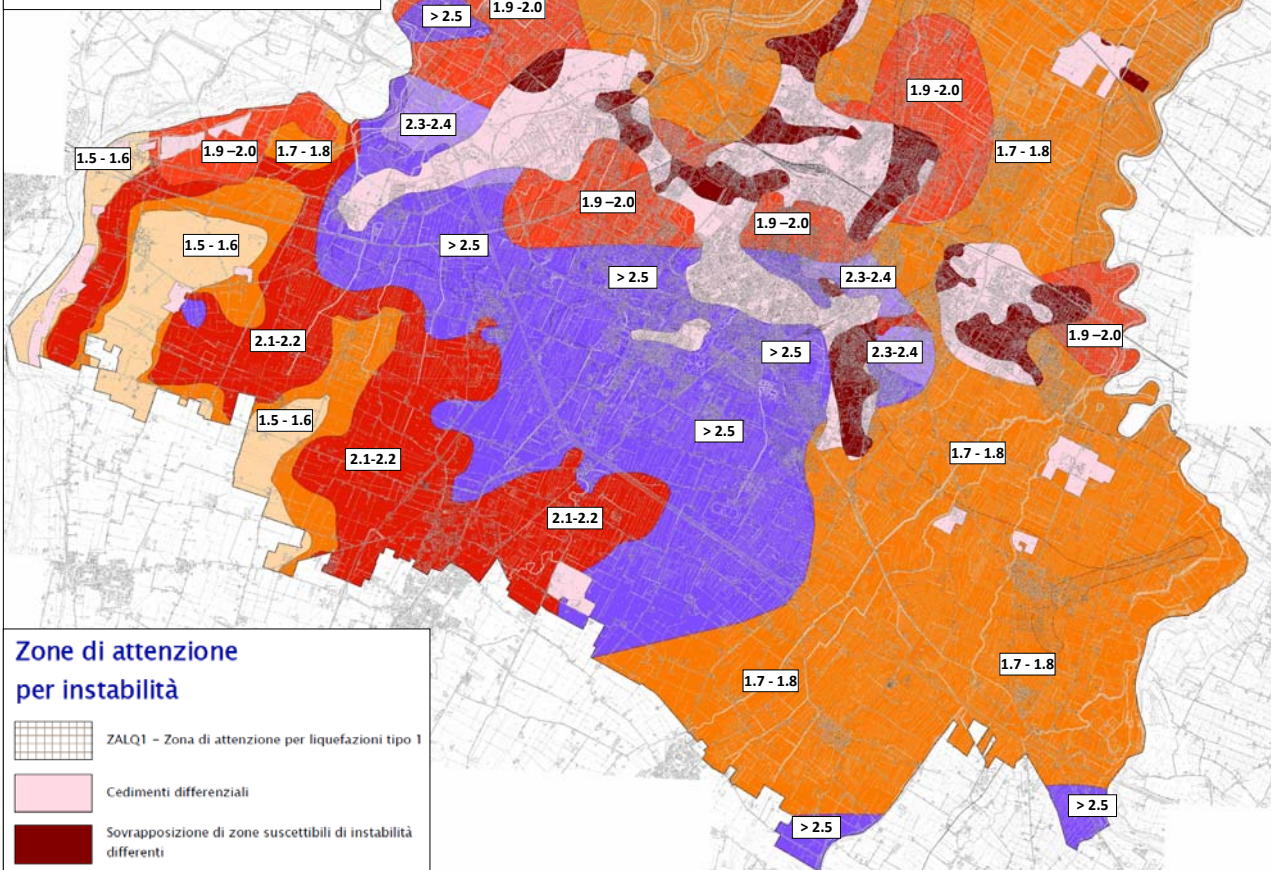 > 2.5
1.9 -2.0
1.9 -2.0
2.3-2.4
1.5 - 1.6
1.9 –2.0
1.7 - 1.8
1.7 - 1.8
1.9 –2.0
1.9 –2.0
1.5 - 1.6
> 2.5
> 2.5
2.3-2.4
2.1-2.2
1.9 –2.0
> 2.5
2.3-2.4
1.5 - 1.6
> 2.5
2.1-2.2
1.7 - 1.8
2.1-2.2
1.7 - 1.8
1.7 - 1.8
> 2.5
> 2.5
Zone di attenzione
per instabilità
ZALQ1 – Zona di attenzione per liquefazioni tipo 1
Cedimenti differenziali
Sovrapposizione di zone suscettibili di instabilità
differenti